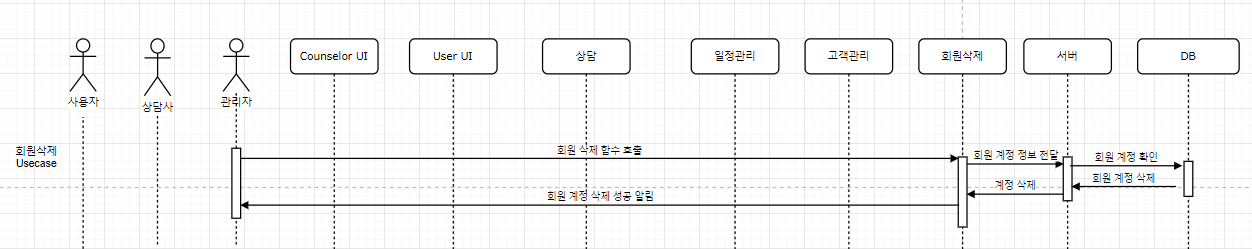 Counselor UI
User UI
상담
일정관리
고객관리
회원삭제
서버
DB
사용자
상담사
관리자
회원삭제
Usecase
회원 삭제 함수 호출
회원 계정 정보 전달
회원 계정 확인
회원 계정 삭제
계정 삭제
회원 계정 삭제 성공 알림